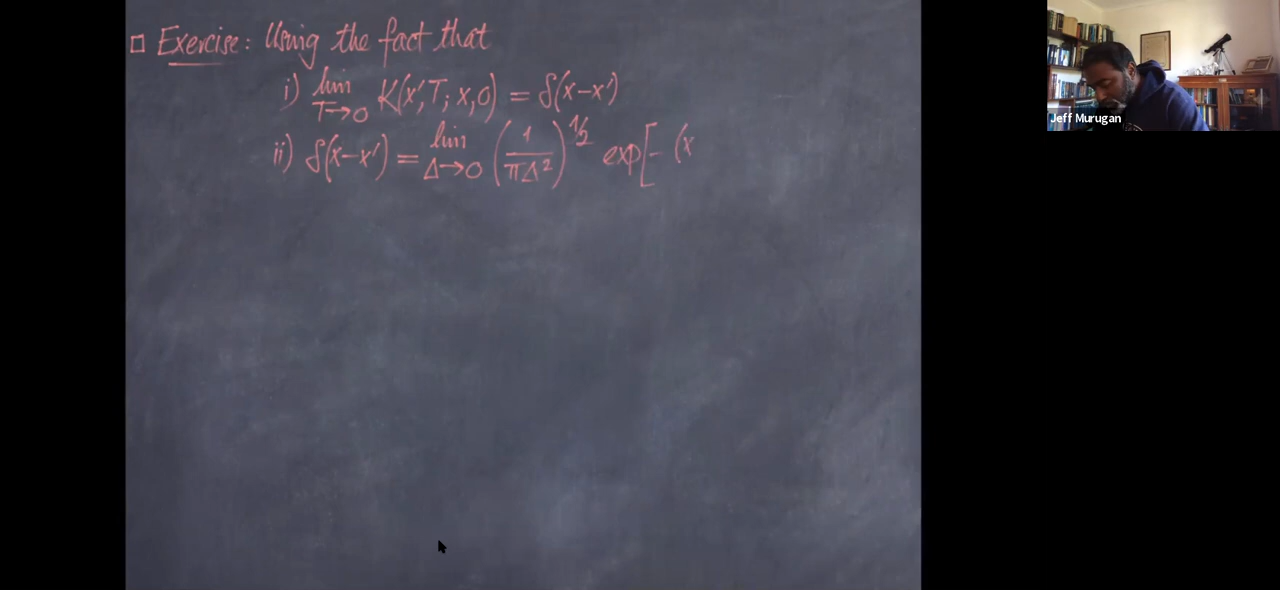 □ Exercise: Using the fact that
i) lim T→0 K(x',T; x,0) = δ(x-x')
ii) δ(x-x') = lim Δ→0 (1/πΔ²)^1/2 exp[- (x
Jeff Murugan